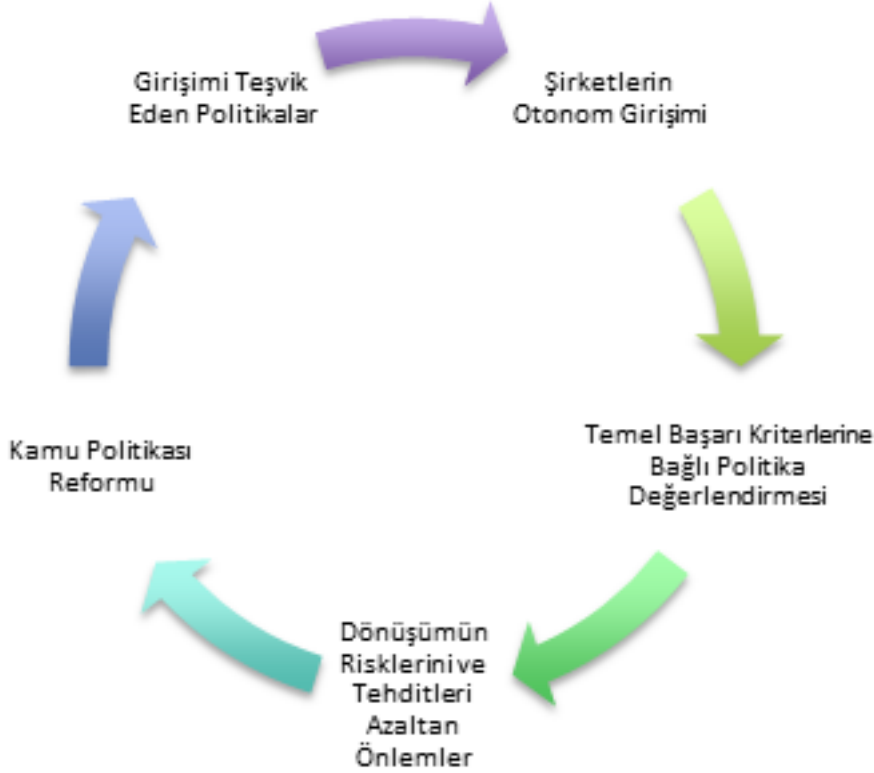 Girişimi Teşvik
Eden Politikalar
Şirketlerin
Otonom Girişimi
Temel Başarı Kriterlerine
Bağlı Politika
Değerlendirmesi
Dönüşümün
Risklerini ve
Tehditleri
Azaltan
Önlemler
Kamu Politikası
Reformu